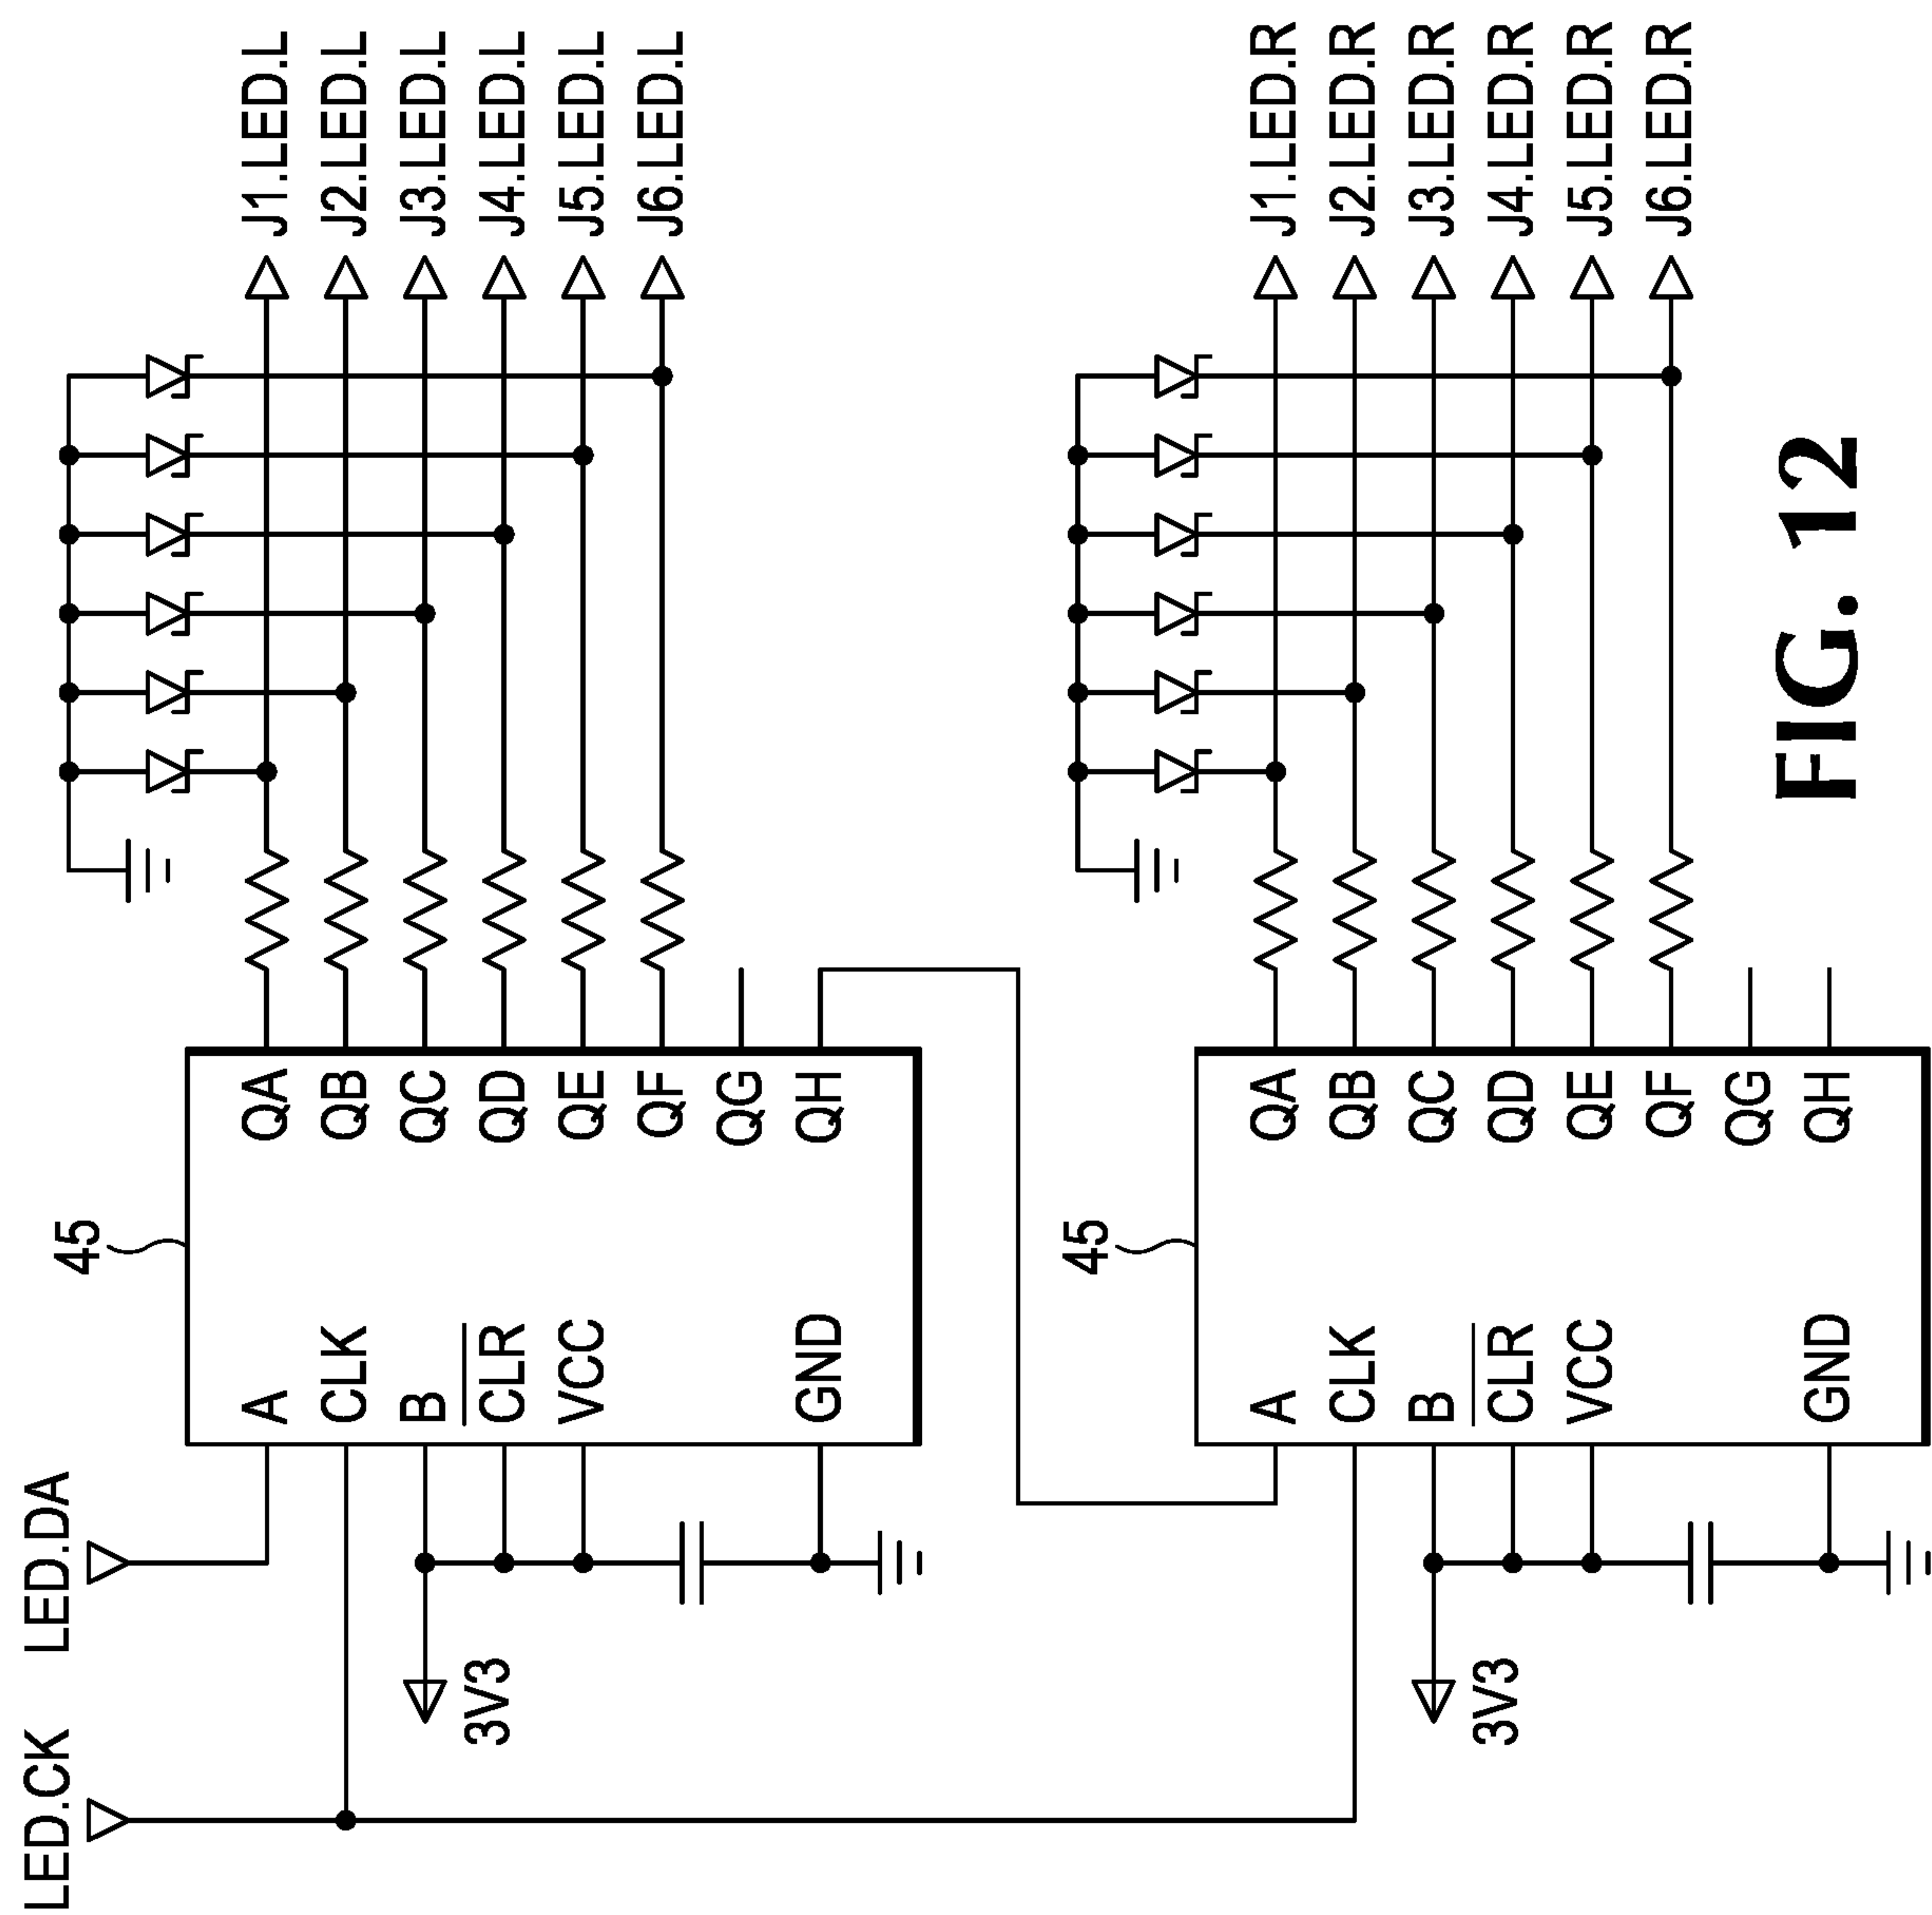 LED.CK
LED.DA
45
A
CLK
B
CLR
VCC
GND
QA
QB
QC
QD
QE
QF
QG
QH
J1.LED.L
J2.LED.L
J3.LED.L
J4.LED.L
J5.LED.L
J6.LED.L
3V3
45
A
CLK
B
CLR
VCC
GND
QA
QB
QC
QD
QE
QF
QG
QH
J1.LED.R
J2.LED.R
J3.LED.R
J4.LED.R
J5.LED.R
J6.LED.R
3V3
FIG. 12